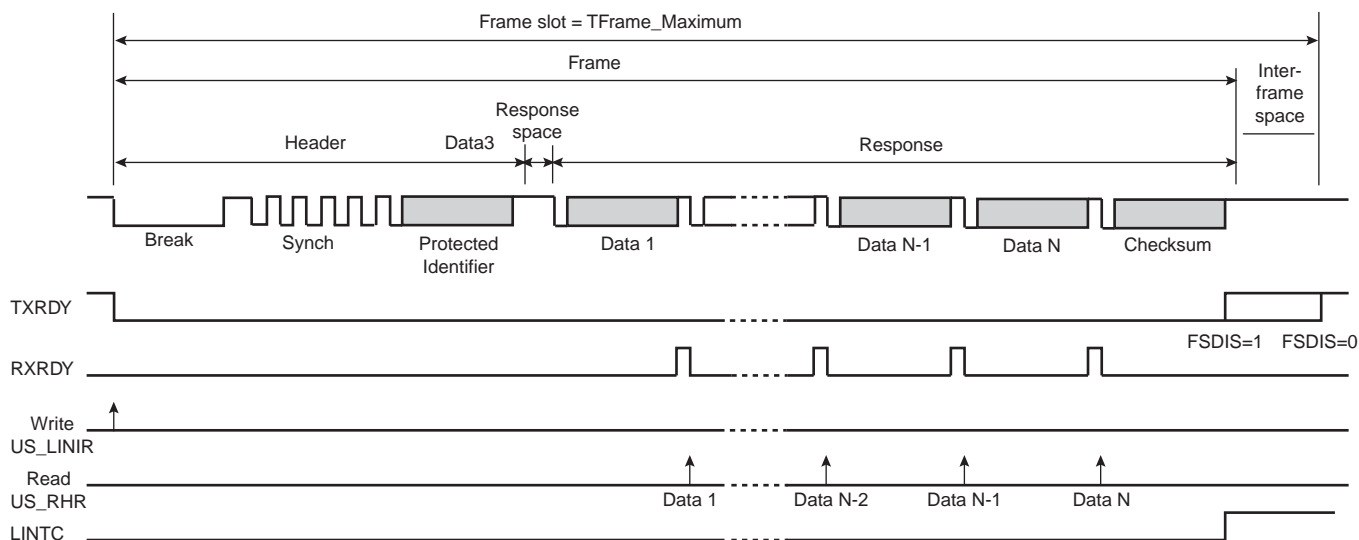 Frame slot = TFrame_Maximum
Frame
Inter-
frame
space
Response
space
Header
Data3
Response
Break
Synch
Protected
Identifier
Data 1
Data N-1
Data N
Checksum
TXRDY
FSDIS=1
FSDIS=0
RXRDY
Write
US_LINIR
Read
US_RHR
Data 1
Data N-2
Data N-1
Data N
LINTC